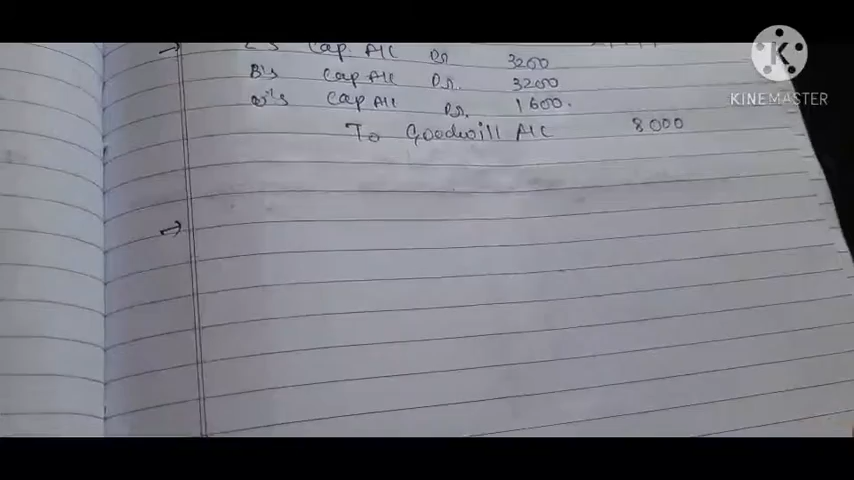 Cap A/C Dr 3200
B's Cap A/C Dr. 3200
Cap A/C Dr. 1600.
To Goodwill A/C 8000
K
KINEMASTER